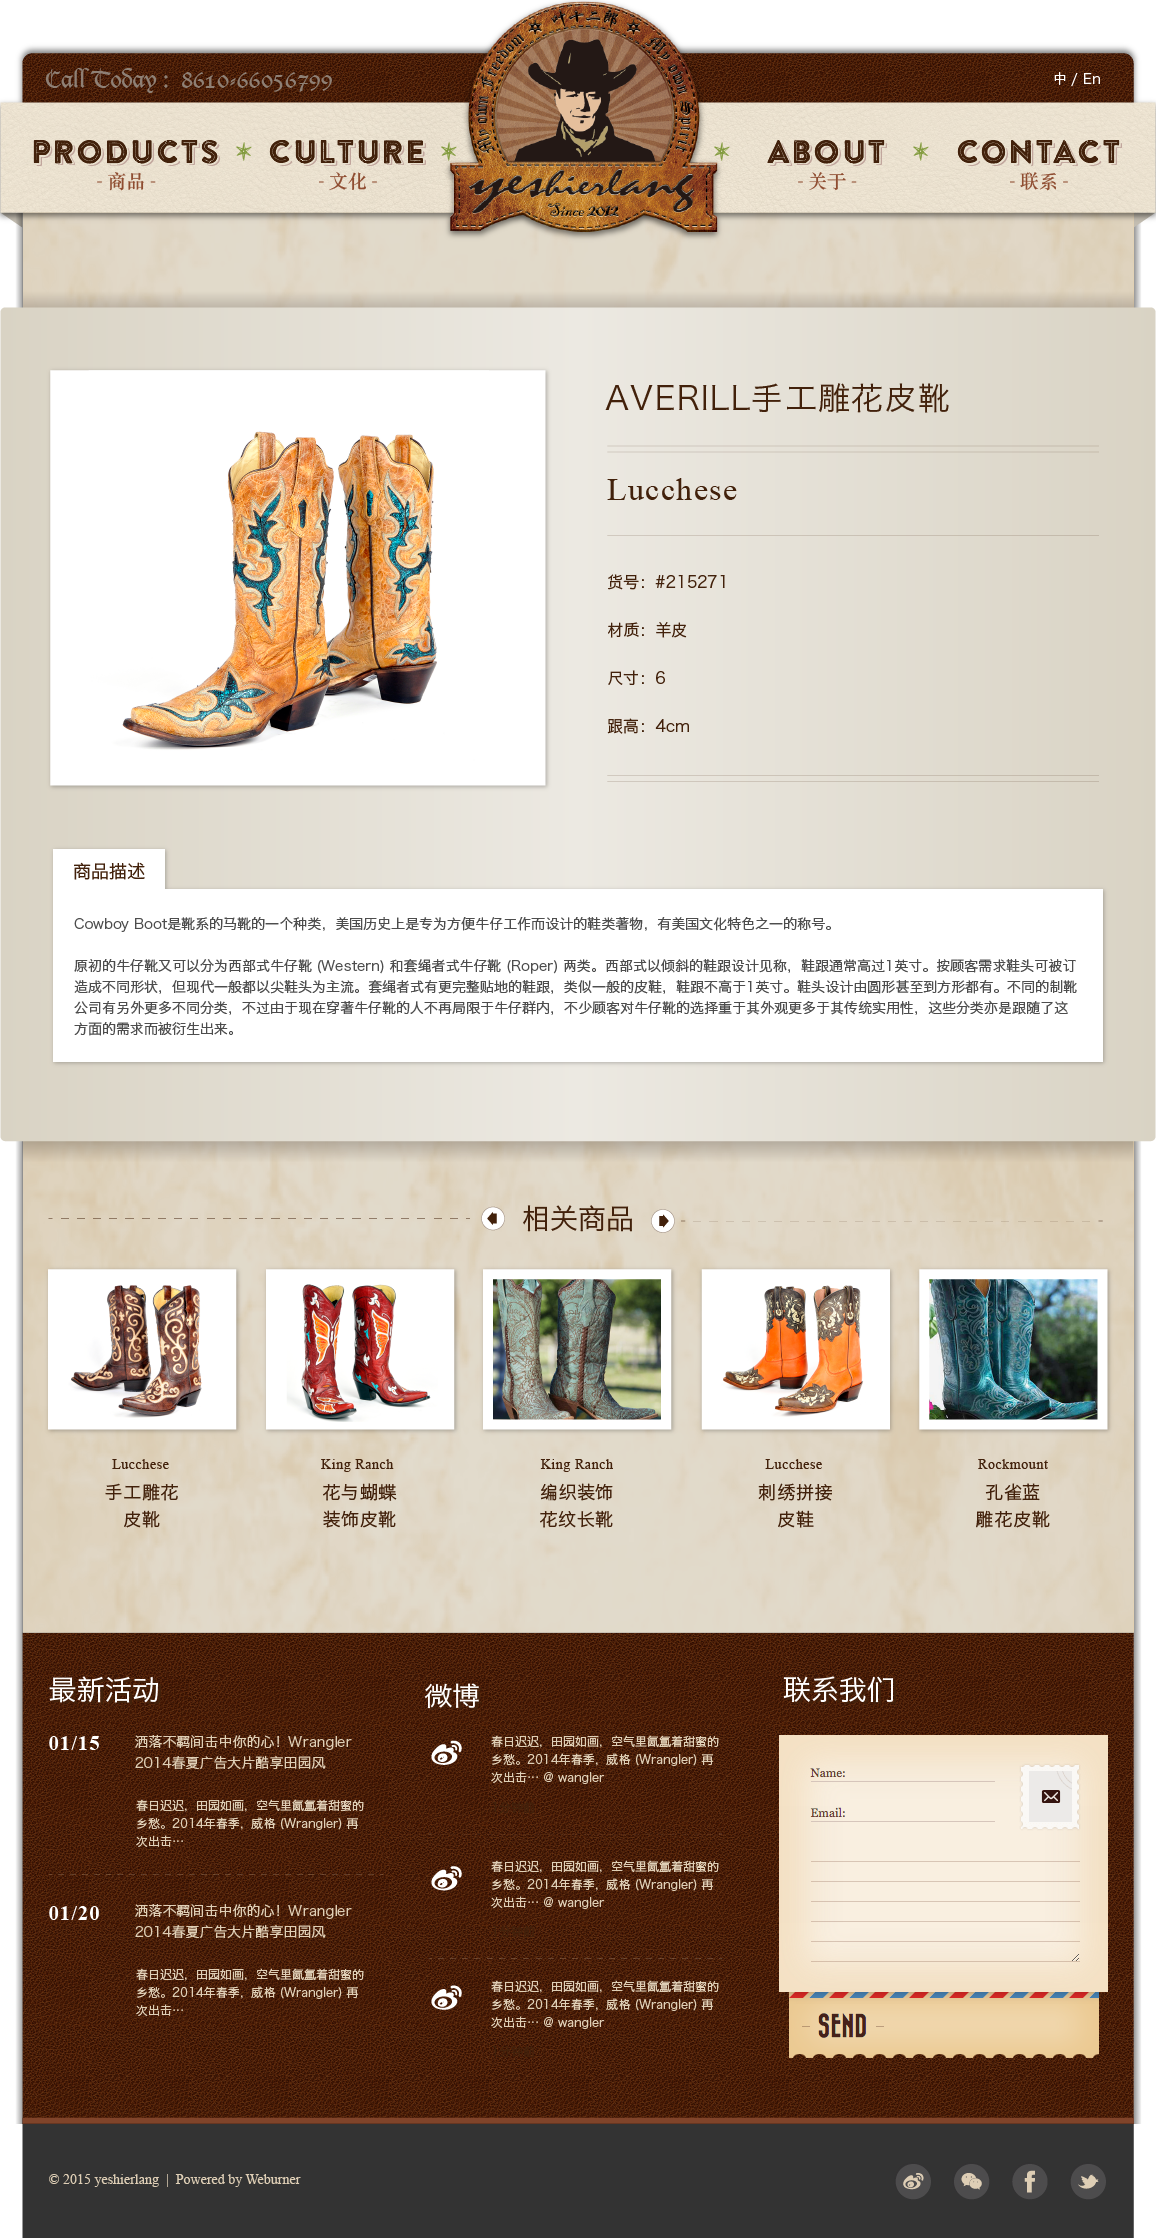 叶十二郎
My own Freedom
My own Spirit
Call Today : 8610-66056799
中 / En
PRODUCTS
- 商品 -
CULTURE
- 文化 -
yeshierlang
Since 2012
ABOUT
- 关于 -
CONTACT
- 联系 -
AVERILL手工雕花皮靴
Lucchese
货号：#215271
材质：羊皮
尺寸：6
跟高：4cm
商品描述
Cowboy Boot是靴系的马靴的一个种类，美国历史上是专为方便牛仔工作而设计的鞋类著物，有美国文化特色之一的称号。
原初的牛仔靴又可以分为西部式牛仔靴 (Western) 和套绳者式牛仔靴 (Roper) 两类。西部式以倾斜的鞋跟设计见称，鞋跟通常高过1英寸。按顾客需求鞋头可被订
造成不同形状，但现代一般都以尖鞋头为主流。套绳者式有更完整贴地的鞋跟，类似一般的皮鞋，鞋跟不高于1英寸。鞋头设计由圆形甚至到方形都有。不同的制靴
公司有另外更多不同分类，不过由于现在穿著牛仔靴的人不再局限于牛仔群内，不少顾客对牛仔靴的选择重于其外观更多于其传统实用性，这些分类亦是跟随了这
方面的需求而被衍生出来。
相关商品
Lucchese
手工雕花
皮靴
King Ranch
花与蝴蝶
装饰皮靴
King Ranch
编织装饰
花纹长靴
Lucchese
刺绣拼接
皮鞋
Rockmount
孔雀蓝
雕花皮靴
最新活动
01/15
洒落不羁间击中你的心！Wrangler
2014春夏广告大片酷享田园风
春日迟迟，田园如画，空气里氤氲着甜蜜的
乡愁。2014年春季，威格 (Wrangler) 再
次出击…
01/20
洒落不羁间击中你的心！Wrangler
2014春夏广告大片酷享田园风
春日迟迟，田园如画，空气里氤氲着甜蜜的
乡愁。2014年春季，威格 (Wrangler) 再
次出击…
微博
春日迟迟，田园如画，空气里氤氲着甜蜜的
乡愁。2014年春季，威格 (Wrangler) 再
次出击… @ wangler
春日迟迟，田园如画，空气里氤氲着甜蜜的
乡愁。2014年春季，威格 (Wrangler) 再
次出击… @ wangler
春日迟迟，田园如画，空气里氤氲着甜蜜的
乡愁。2014年春季，威格 (Wrangler) 再
次出击… @ wangler
联系我们
Name:
Email:
- SEND -
© 2015 yeshierlang | Powered by Weburner